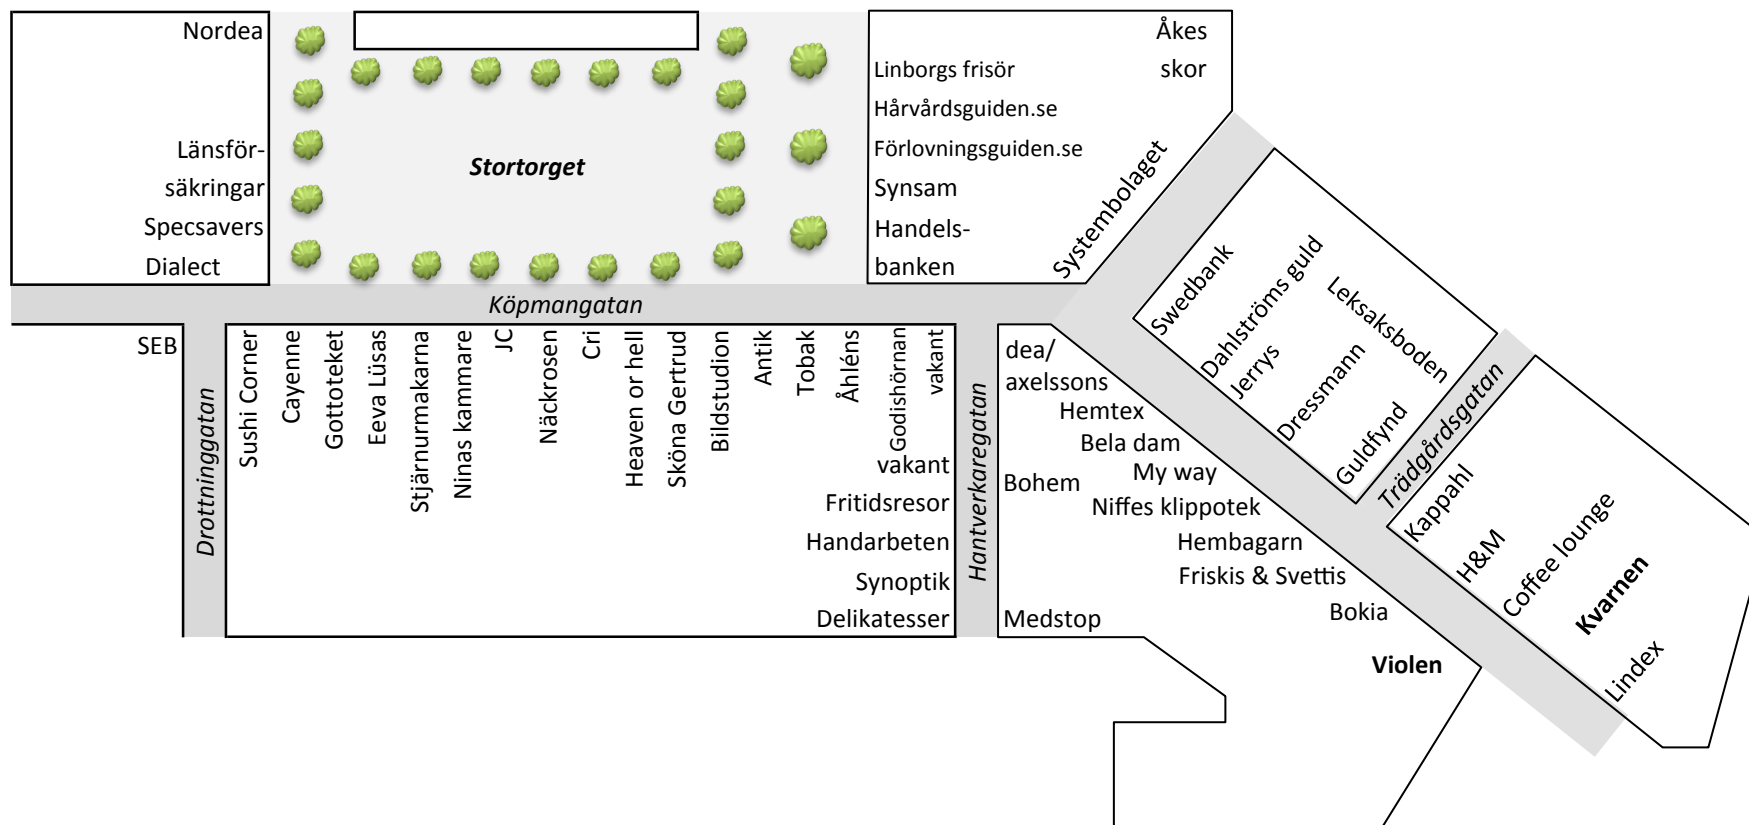 Nordea
Länsför-
säkringar
Specsavers
Dialect
Stortorget
Linborgs frisör
Hårvårdsguiden.se
Förlovningsguiden.se
Synsam
Handels-
banken
Åkes
skor
Systembolaget
Köpmangatan
SEB
Drottninggatan
Sushi Corner
Cayenne
Gottoteket
Eeva Lüsas
Stjärnurmakarna
Ninas kammare
JC
Näckrosen
Cri
Heaven or hell
Sköna Gertrud
Bildstudion
Antik
Tobak
Åhléns
Godishörnan
vakant
vakant
Fritidsresor
Handarbeten
Synoptik
Delikatesser
Hantverkaregatan
dea/
axelssons
Hemtex
Bela dam
My way
Bohem
Niffes klippotek
Hembagarn
Friskis & Svettis
Bokia
Medstop
Violen
Swedbank
Dahlströms guld
Jerrys
Leksaksboden
Dressmann
Guldfynd
Trädgårdsgatan
Kappahl
H&M
Coffee lounge
Kvarnen
Lindex